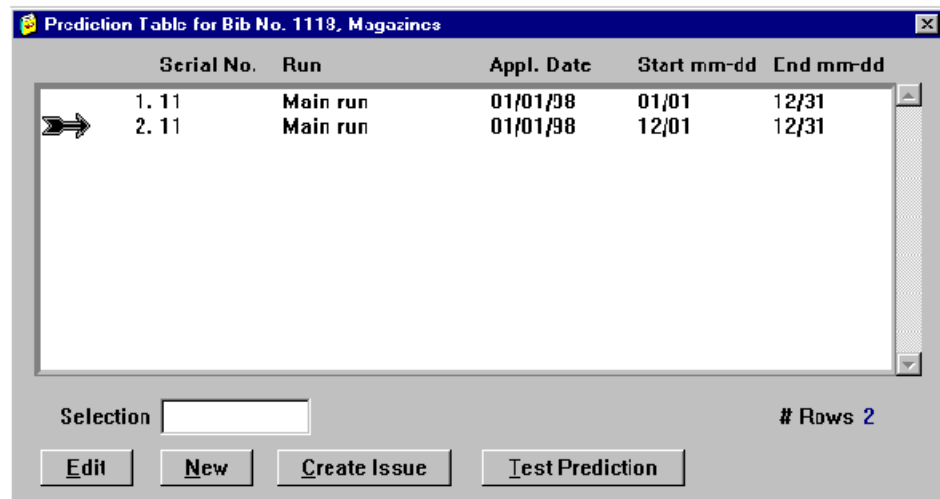 Prediction Table for Bib No. 1118, Magazines
Serial No. Run Appl. Date Start mm-dd End mm-dd
1. 11 Main run 01/01/98 01/01 12/31
2. 11 Main run 01/01/98 12/01 12/31
Selection # Rows 2
Edit New Create Issue Test Prediction